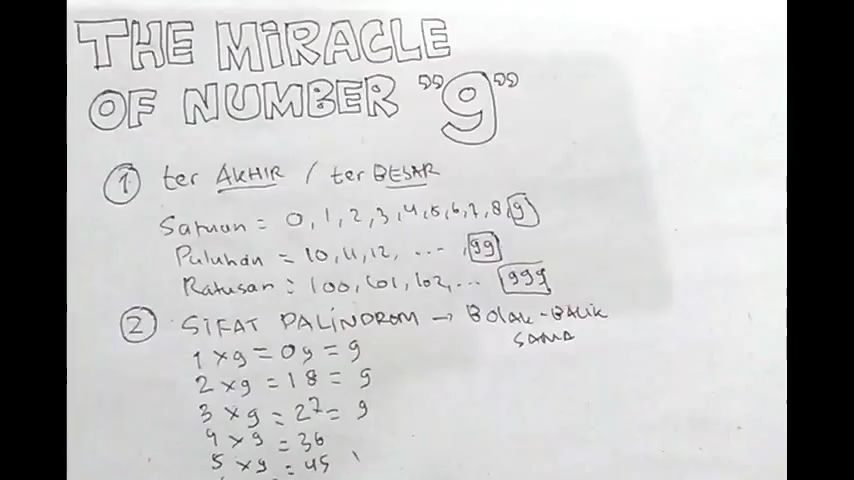 THE MIRACLE
OF NUMBER "9"
① ter AKHIR / ter BESAR
Satuan = 0, 1, 2, 3, 4, 5, 6, 7, 8, 9
Puluhan = 10, 11, 12, ... , 99
Ratusan = 100, 101, 102, ... 999
② SIFAT PALINDROM → BOLAK-BALIK
SAMA
1 x 9 = 09 = 9
2 x 9 = 18 = 9
3 x 9 = 27 = 9
4 x 9 = 36
5 x 9 = 45